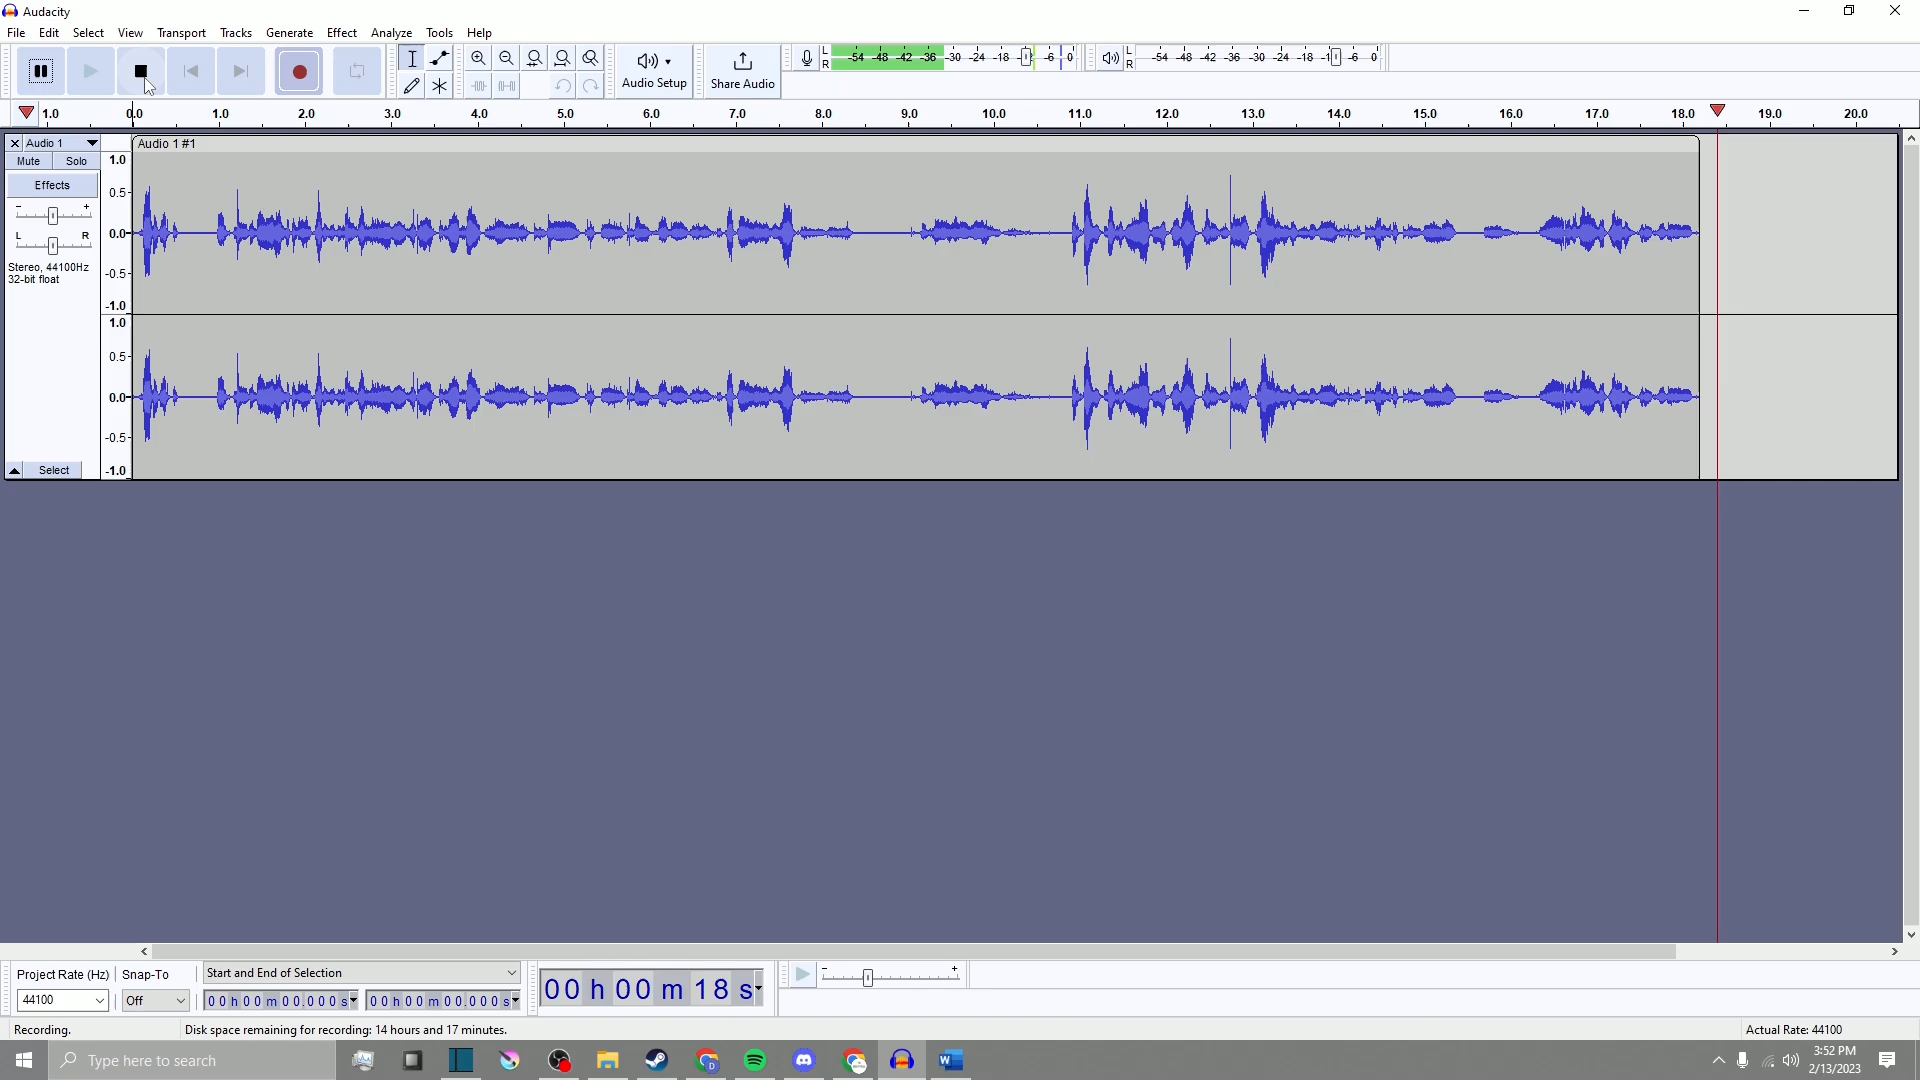 Audacity
File Edit Select View Transport Tracks Generate Effect Analyze Tools Help
Audio Setup
Share Audio
L R -54 -48 -42 -36 -30 -24 -18 -12 -6 0
L R -54 -48 -42 -36 -30 -24 -18 -1 -6 0
1.0 0.0 1.0 2.0 3.0 4.0 5.0 6.0 7.0 8.0 9.0 10.0 11.0 12.0 13.0 14.0 15.0 16.0 17.0 18.0 19.0 20.0
Audio 1
Audio 1 #1
Mute Solo
Effects
- +
L R
Stereo, 44100Hz
32-bit float
Select
1.0
0.5
0.0
-0.5
-1.0
1.0
0.5
0.0
-0.5
-1.0
Project Rate (Hz) Snap-To Start and End of Selection
44100 Off 00h00m00.000s 00h00m00.000s
00 h 00 m 18 s
- +
Recording. Disk space remaining for recording: 14 hours and 17 minutes. Actual Rate: 44100
Type here to search
D
W
3:52 PM
2/13/2023